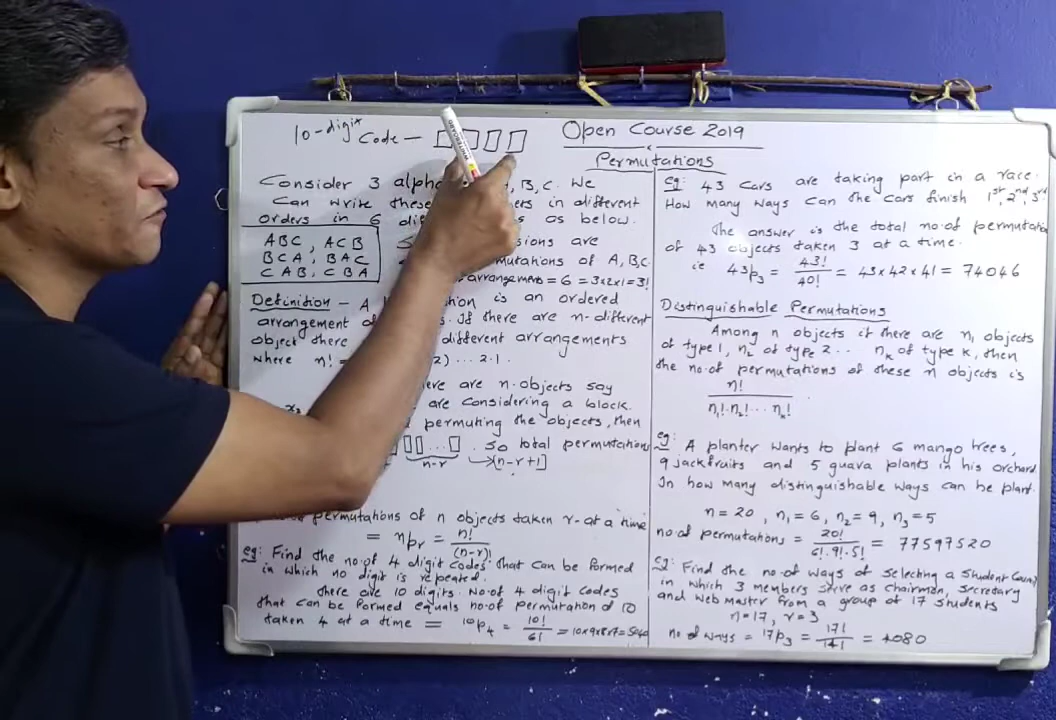 10-digit Code —
Open Course 2019
Permutations
Consider 3 alpha , B, C. We
Can write these in different
orders in 6 as below.
ABC, ACB
BCA, BAC
CAB, CBA
are
A, B, C.
arrangements = 6 = 3×2×1 = 3!
Definition — A is an ordered
arrangement of . If there are n-different
object there different arrangements
where n! = 2) ... 2.1.
are n-objects say
are considering a block.
permuting the objects, then
n-r → [n-r+1] . So total permutations
permutations of n objects taken r-at a time
= nPr = n!/(n-r)!
eg: Find the no.of 4 digit codes that can be formed
in which no digit is repeated.
there are 10 digits. No.of 4 digit codes
that can be formed equals no.of permutation of 10
taken 4 at a time = 10P4 = 10!/6! = 10×9×8×7 = 5040
eg: 43 cars are taking part in a race.
How many ways can the cars finish 1st, 2nd, 3rd
The answer is the total no.of permutation
of 43 objects taken 3 at a time.
ie 43P3 = 43!/40! = 43×42×41 = 74046
Distinguishable Permutations
Among n objects if there are n1 objects
of type 1, n2 of type 2 .. nk of type k, then
the no.of permutations of these n objects is
n!/n1!·n2!···nk! .
eg: A planter wants to plant 6 mango trees,
9 jackfruits and 5 guava plants in his orchard.
In how many distinguishable ways can be plant.
n = 20 , n1 = 6, n2 = 9, n3 = 5
no.of permutations = 20!/6!·9!·5! = 77597520
eg: Find the no of ways of selecting a student
in which 3 members serve as chairman, secretary
and Web Master from a group of 17 students
n = 17, r = 3
no of ways = 17P3 = 17!/14! = 4080